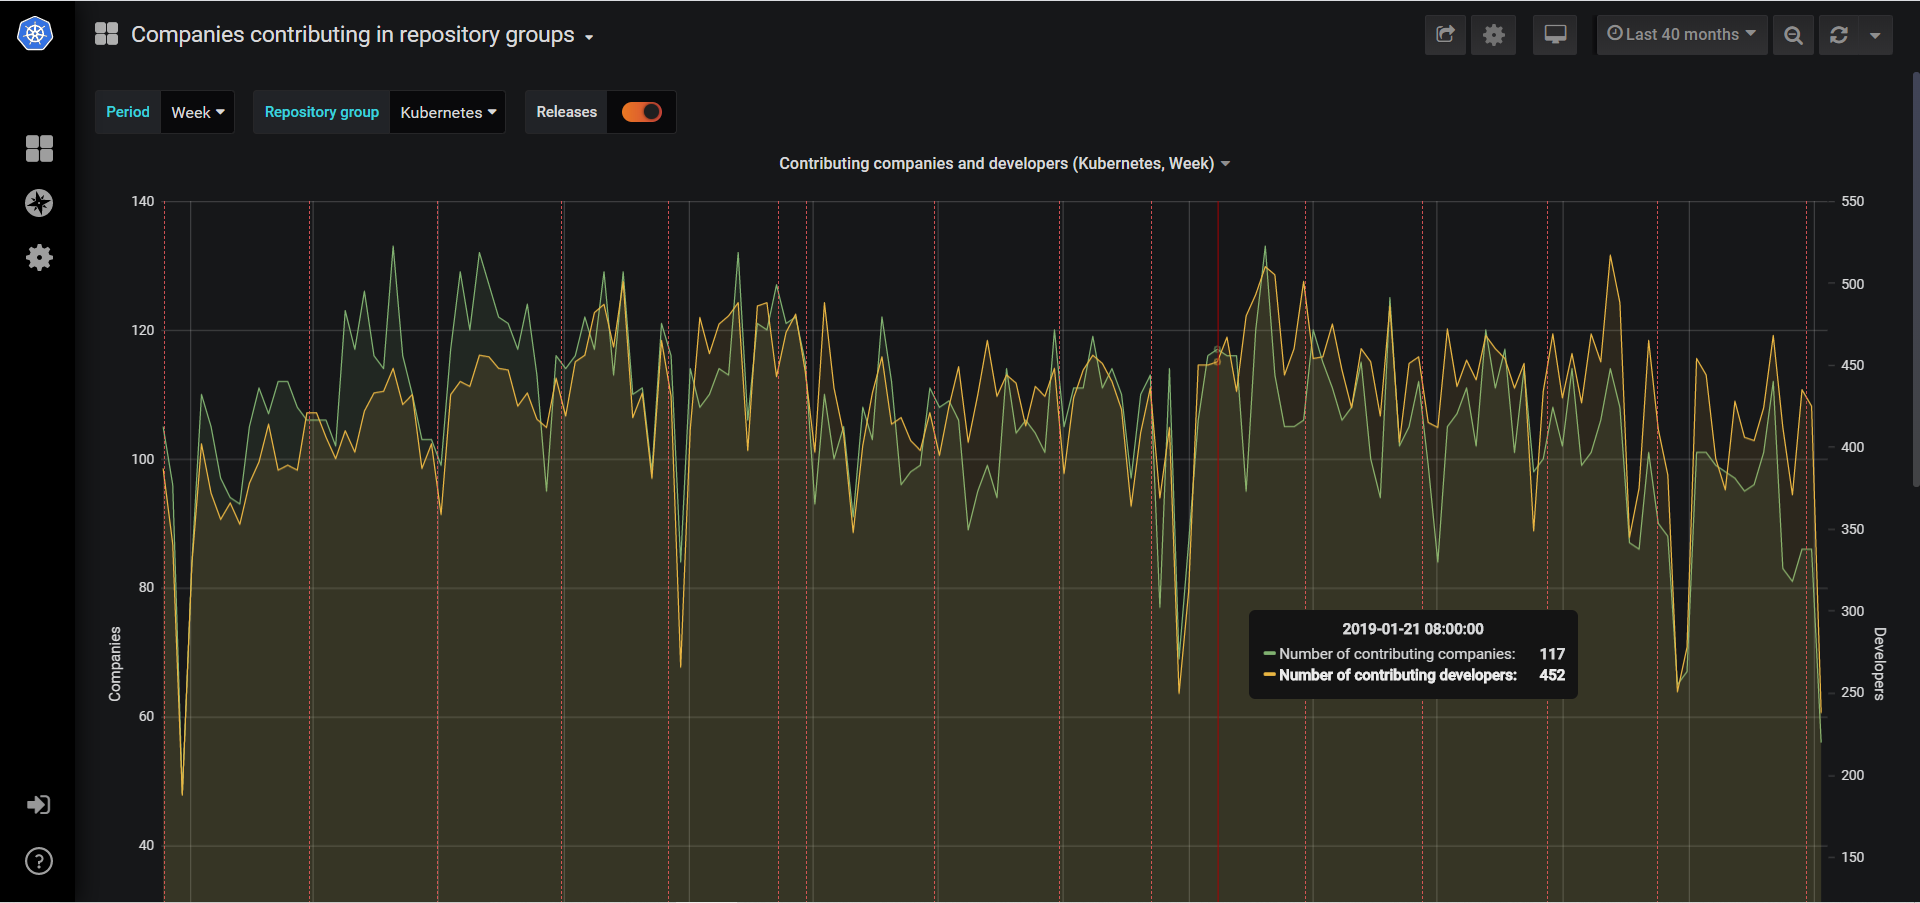 Companies contributing in repository groups
Last 40 months
Period Week Repository group Kubernetes Releases
Contributing companies and developers (Kubernetes, Week)
140
120
100
80
60
40
Companies
550
500
450
400
350
300
250
200
150
Developers
2019-01-21 08:00:00
Number of contributing companies: 117
Number of contributing developers: 452
?